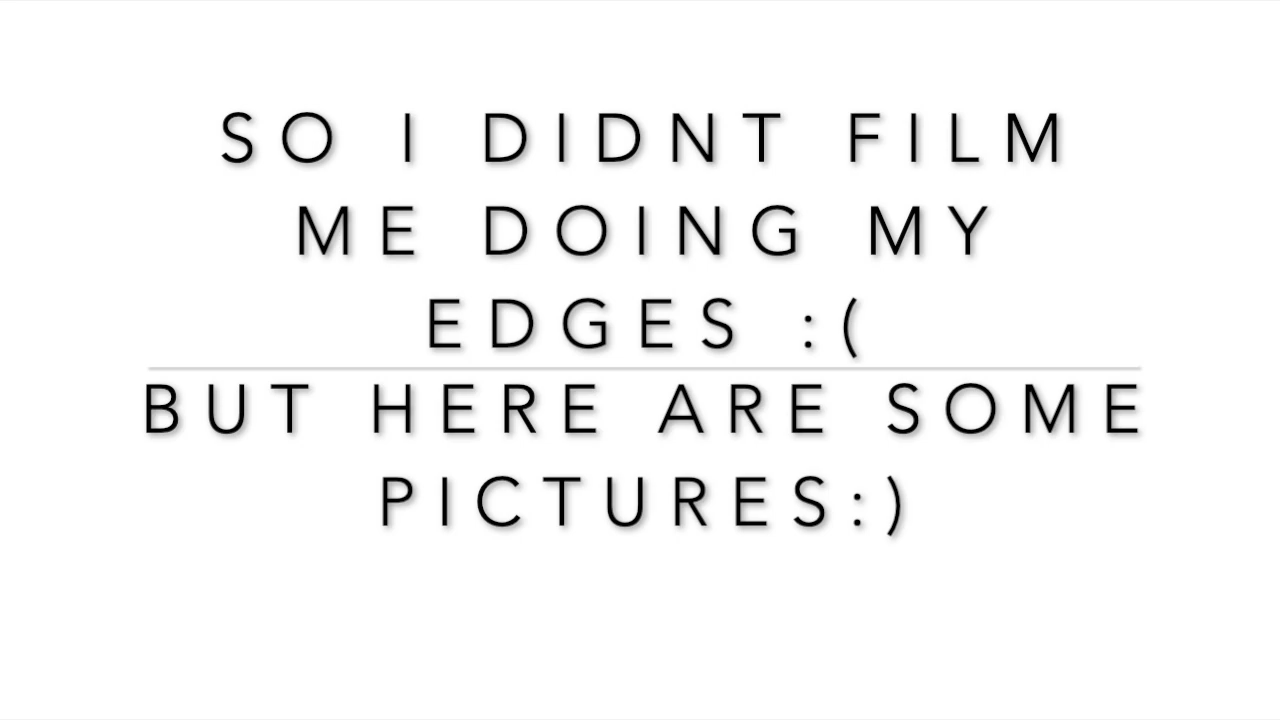 SO I DIDNT FILM
ME DOING MY
EDGES :(
BUT HERE ARE SOME
PICTURES:)